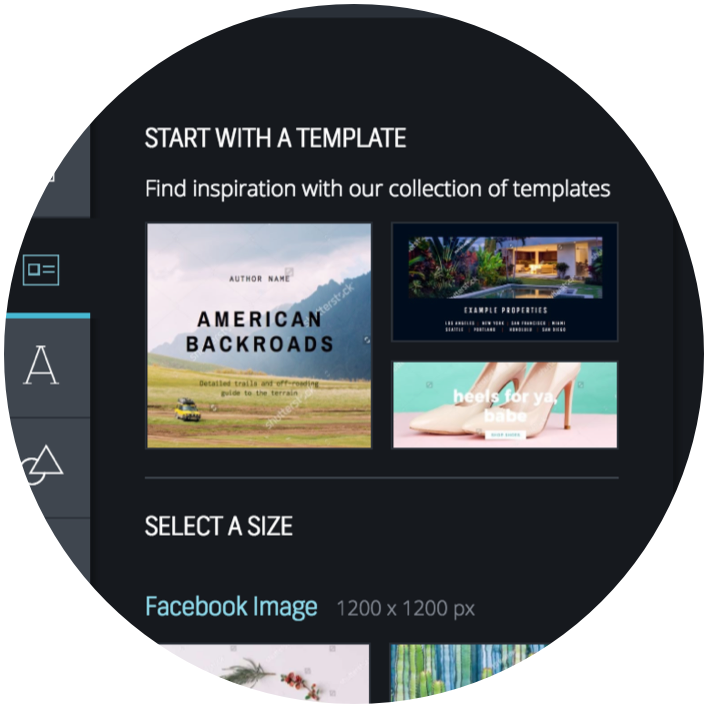 START WITH A TEMPLATE
Find inspiration with our collection of templates
AUTHOR NAME
AMERICAN
BACKROADS
Detailed trails and off-roading
guide to the terrain
shutterstock
EXAMPLE PROPERTIES
LOS ANGELES | NEW YORK | SAN FRANCISCO | MIAMI
SEATTLE | PORTLAND | HONOLULU | SAN DIEGO
heels for ya,
babe
SHOP SHOES
A
SELECT A SIZE
Facebook Image 1200 x 1200 px